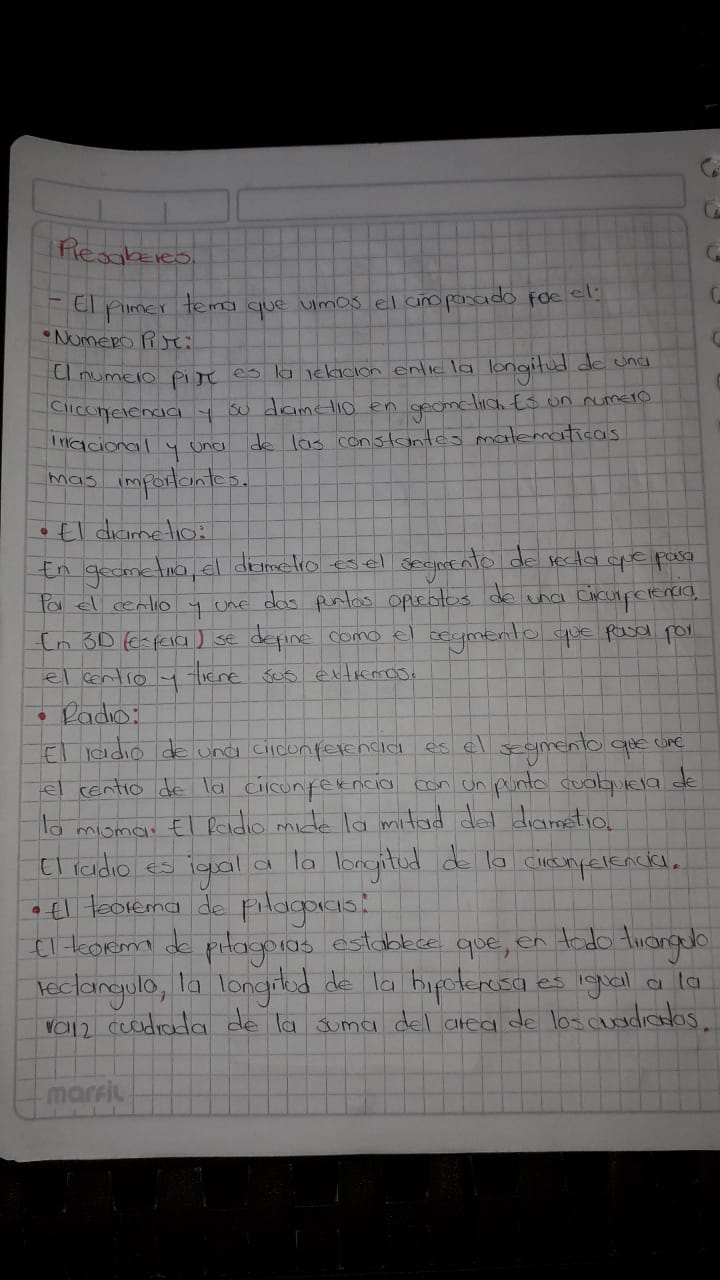 Presaberes.
- El primer tema que vimos el año pasado foe el:
• Numero Pi π:
El numero pi π es la relación entre la longitud de una
circonferencia y su diametro en geometria. Es un numero
irracional y una de las constantes matematicas
mas importantes.
• El diametro:
En geometria, el diametro es el segmento de recta que pasa
Por el centro y une dos puntos opuestos de una circunferencia.
En 3D (esfera) se define como el segmento que pasa por
el centro y tiene sus extremos.
• Radio:
El radio de una circonferencia es el segmento que une
el centro de la circonferencia con un punto cualquiera de
la misma. El Radio mide la mitad del diametro.
El radio es igual a la longitud de la circonferencia.
• El teorema de Pitagoras:
El teorema de pitagoras establece que, en todo triangulo
rectangulo, la longitud de la hipotenusa es igual a la
raiz cuadrada de la suma del area de los cuadrados.
marfil